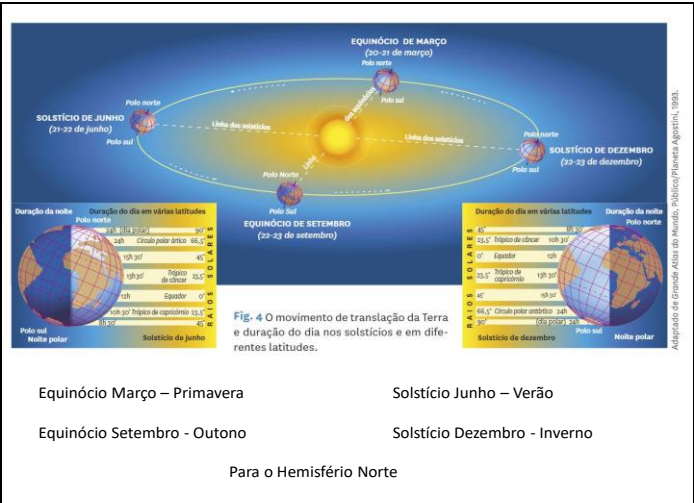 EQUINÓCIO DE MARÇO
(20-21 de março)
Polo norte
Polo sul
SOLSTÍCIO DE JUNHO
(21-22 de junho)
Polo norte
Polo sul
Linha dos solstícios
Linha dos equinócios
Linha dos solstícios
Polo norte
SOLSTÍCIO DE DEZEMBRO
(22-23 de dezembro)
Polo sul
Polo Norte
Polo Sul
EQUINÓCIO DE SETEMBRO
(22-23 de setembro)
Duração da noite
Duração do dia em várias latitudes
Polo norte
24h (dia polar) 90°
24h Círculo polar ártico 66,5°
15h 30' 45°
13h 30' Trópico de câncer 23,5°
12h Equador 0°
10h 30' Trópico de capricórnio 23,5°
8h 30' 45°
Polo sul
Noite polar
Solstício de junho
RAIOS SOLARES
Fig. 4 O movimento de translação da Terra
e duração do dia nos solstícios e em dife-
rentes latitudes.
Duração do dia em várias latitudes
Duração da noite
Polo norte
RAIOS SOLARES
45° 8h 30'
23,5° Trópico de câncer 10h 30'
0° Equador 12h
23,5° Trópico de capricórnio 13h 30'
45° 15h 30'
66,5° Círculo polar antártico 24h
90° (dia polar) 24h
Polo sul
Solstício de dezembro
Noite polar
Adaptado de Grande Atlas do Mundo, Público/Planeta Agostini, 1993.
Equinócio Março – Primavera
Solstício Junho – Verão
Equinócio Setembro - Outono
Solstício Dezembro - Inverno
Para o Hemisfério Norte